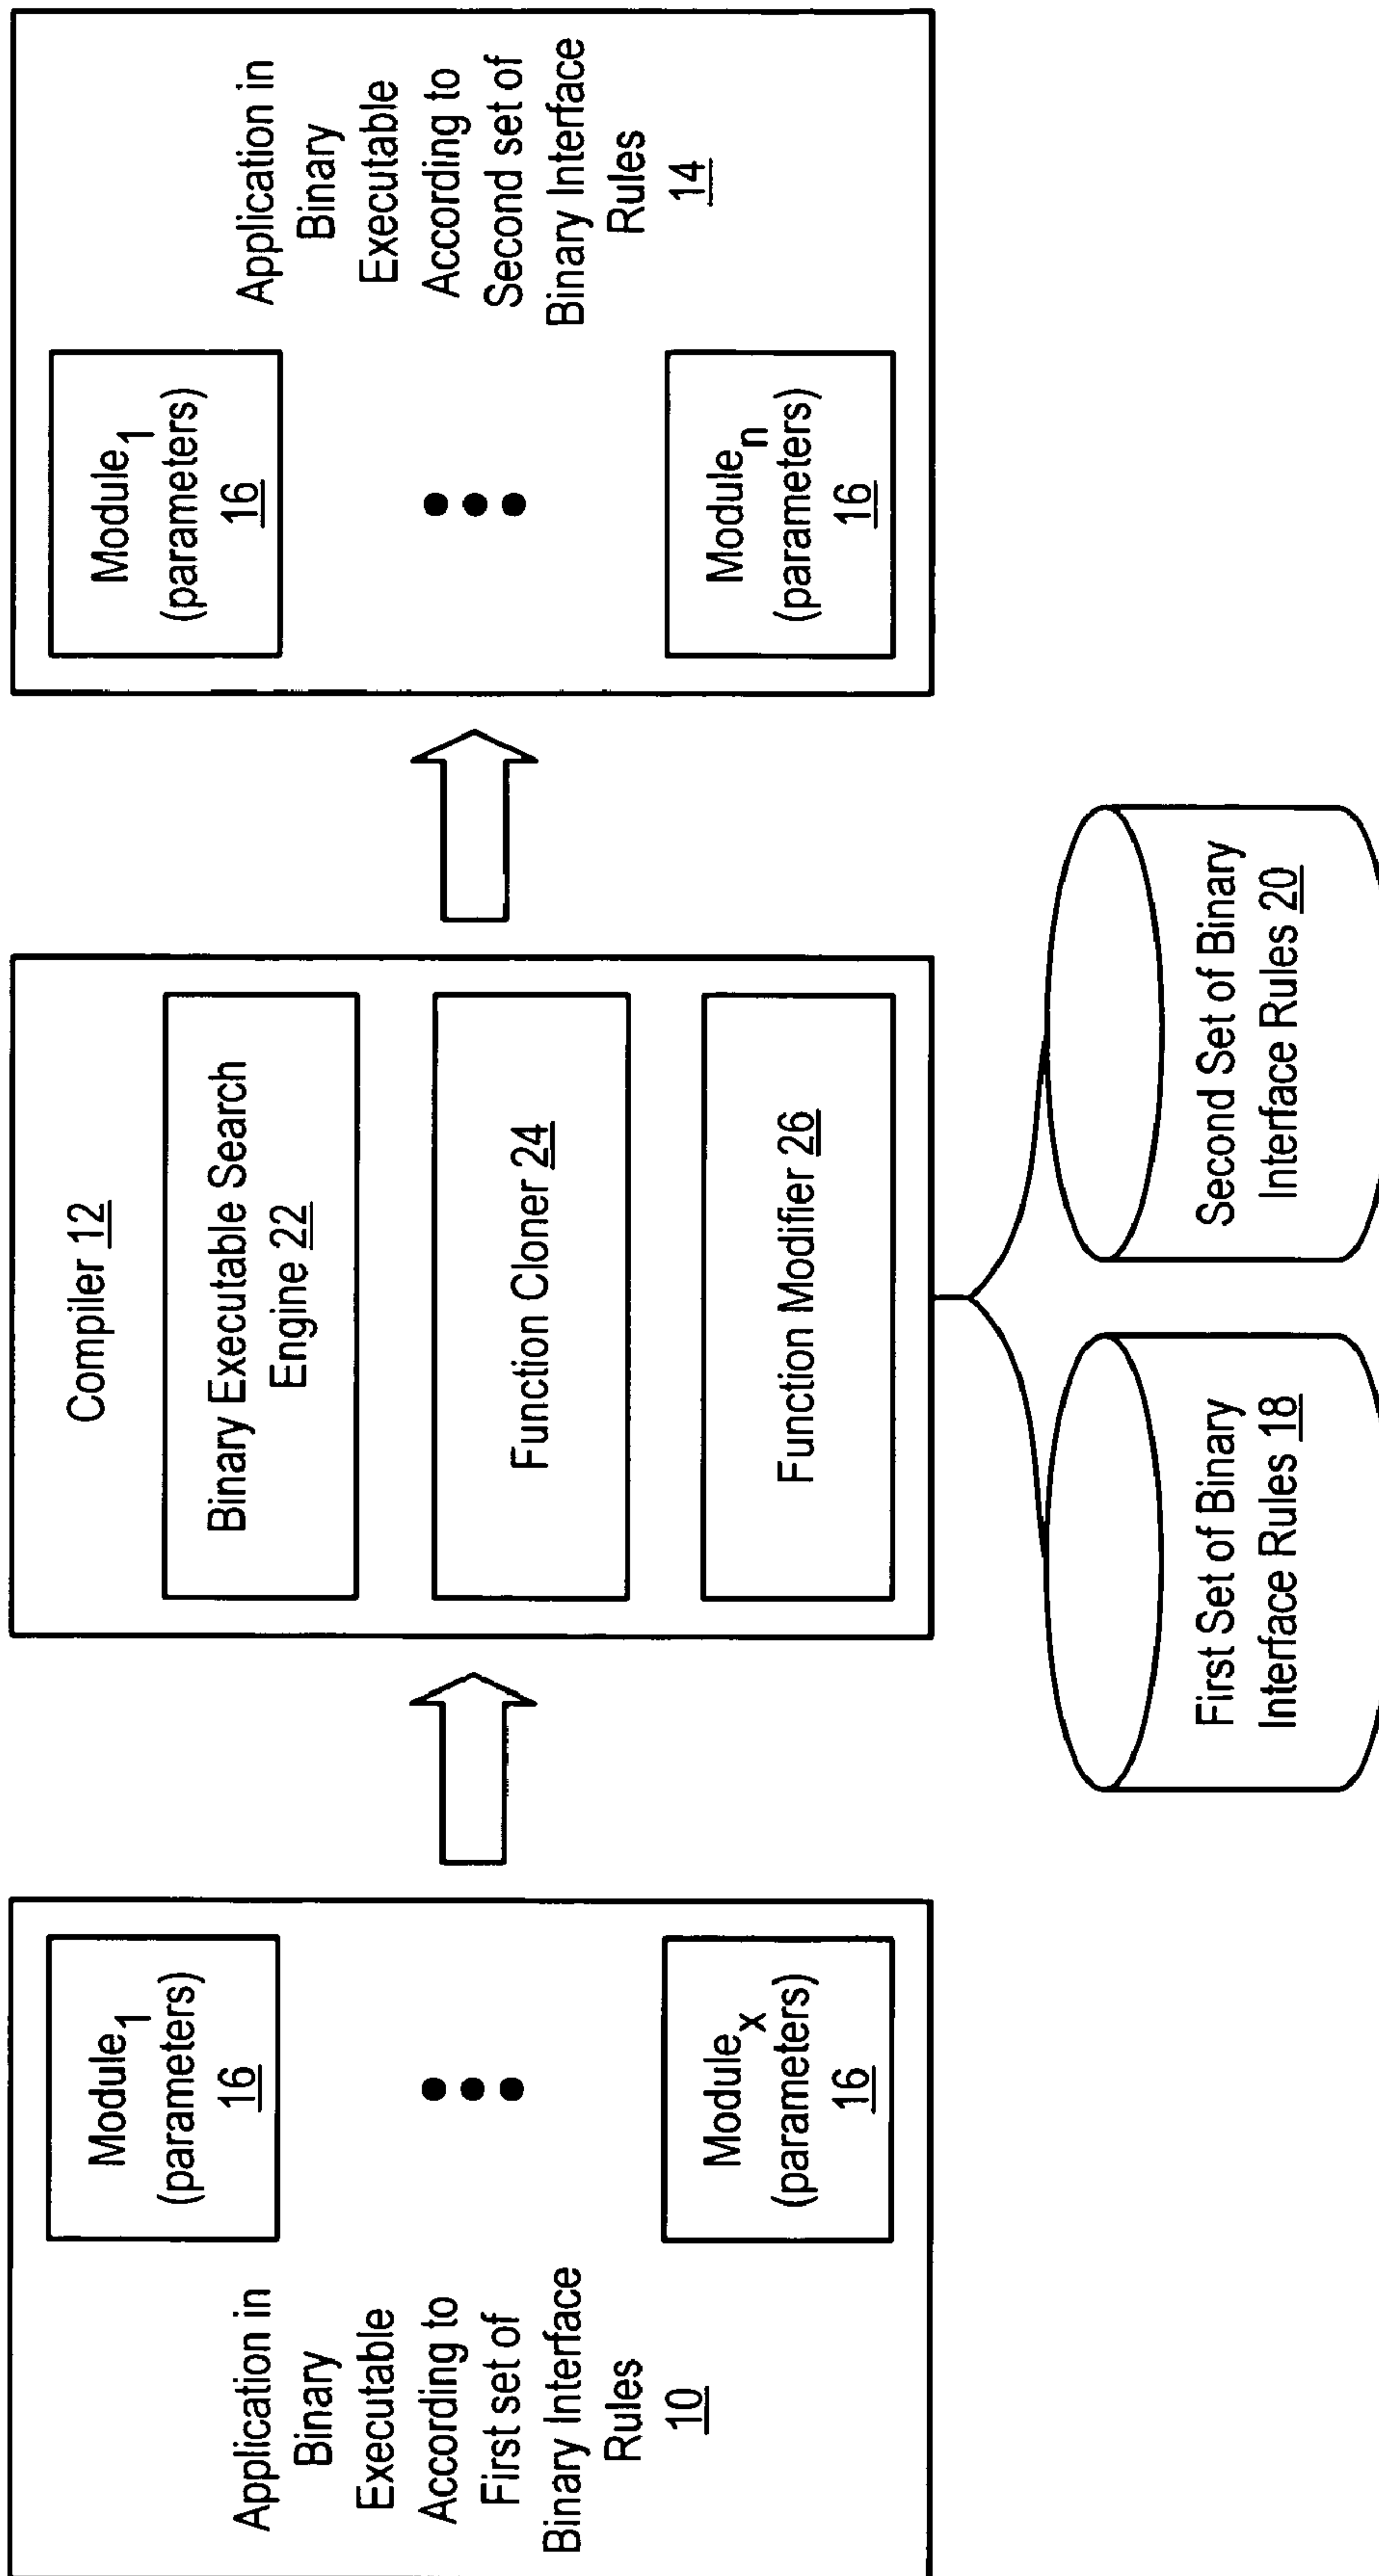 Application in
Binary
Executable
According to
First set of
Binary Interface
Rules
10
Module1
(parameters)
16
Modulex
(parameters)
16
Compiler 12
Binary Executable Search
Engine 22
Function Cloner 24
Function Modifier 26
First Set of Binary
Interface Rules 18
Second Set of Binary
Interface Rules 20
Module1
(parameters)
16
Modulen
(parameters)
16
Application in
Binary
Executable
According to
Second set of
Binary Interface
Rules
14